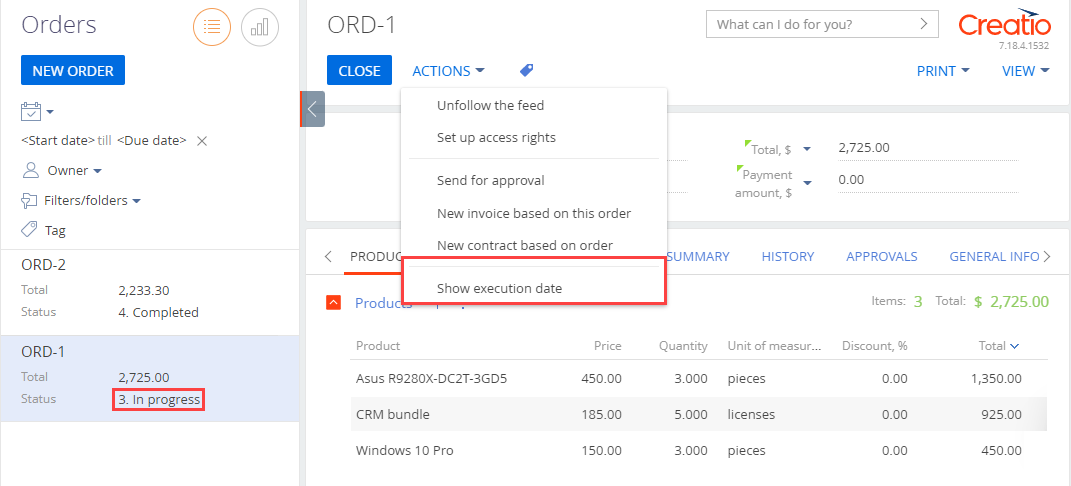 Orders
NEW ORDER
<Start date> till <Due date>
Owner
Filters/folders
Tag
ORD-2
Total 2,233.30
Status 4. Completed
ORD-1
Total 2,725.00
Status 3. In progress
ORD-1
What can I do for you?
Creatio
7.18.4.1532
CLOSE ACTIONS PRINT VIEW
Unfollow the feed
Set up access rights
Send for approval
New invoice based on this order
New contract based on order
Show execution date
Total, $ 2,725.00
Payment
amount, $ 0.00
SUMMARY HISTORY APPROVALS GENERAL INFO
Products
Items: 3 Total: $ 2,725.00
Product Price Quantity Unit of measur... Discount, % Total
Asus R9280X-DC2T-3GD5 450.00 3.000 pieces 0.00 1,350.00
CRM bundle 185.00 5.000 licenses 0.00 925.00
Windows 10 Pro 150.00 3.000 pieces 0.00 450.00